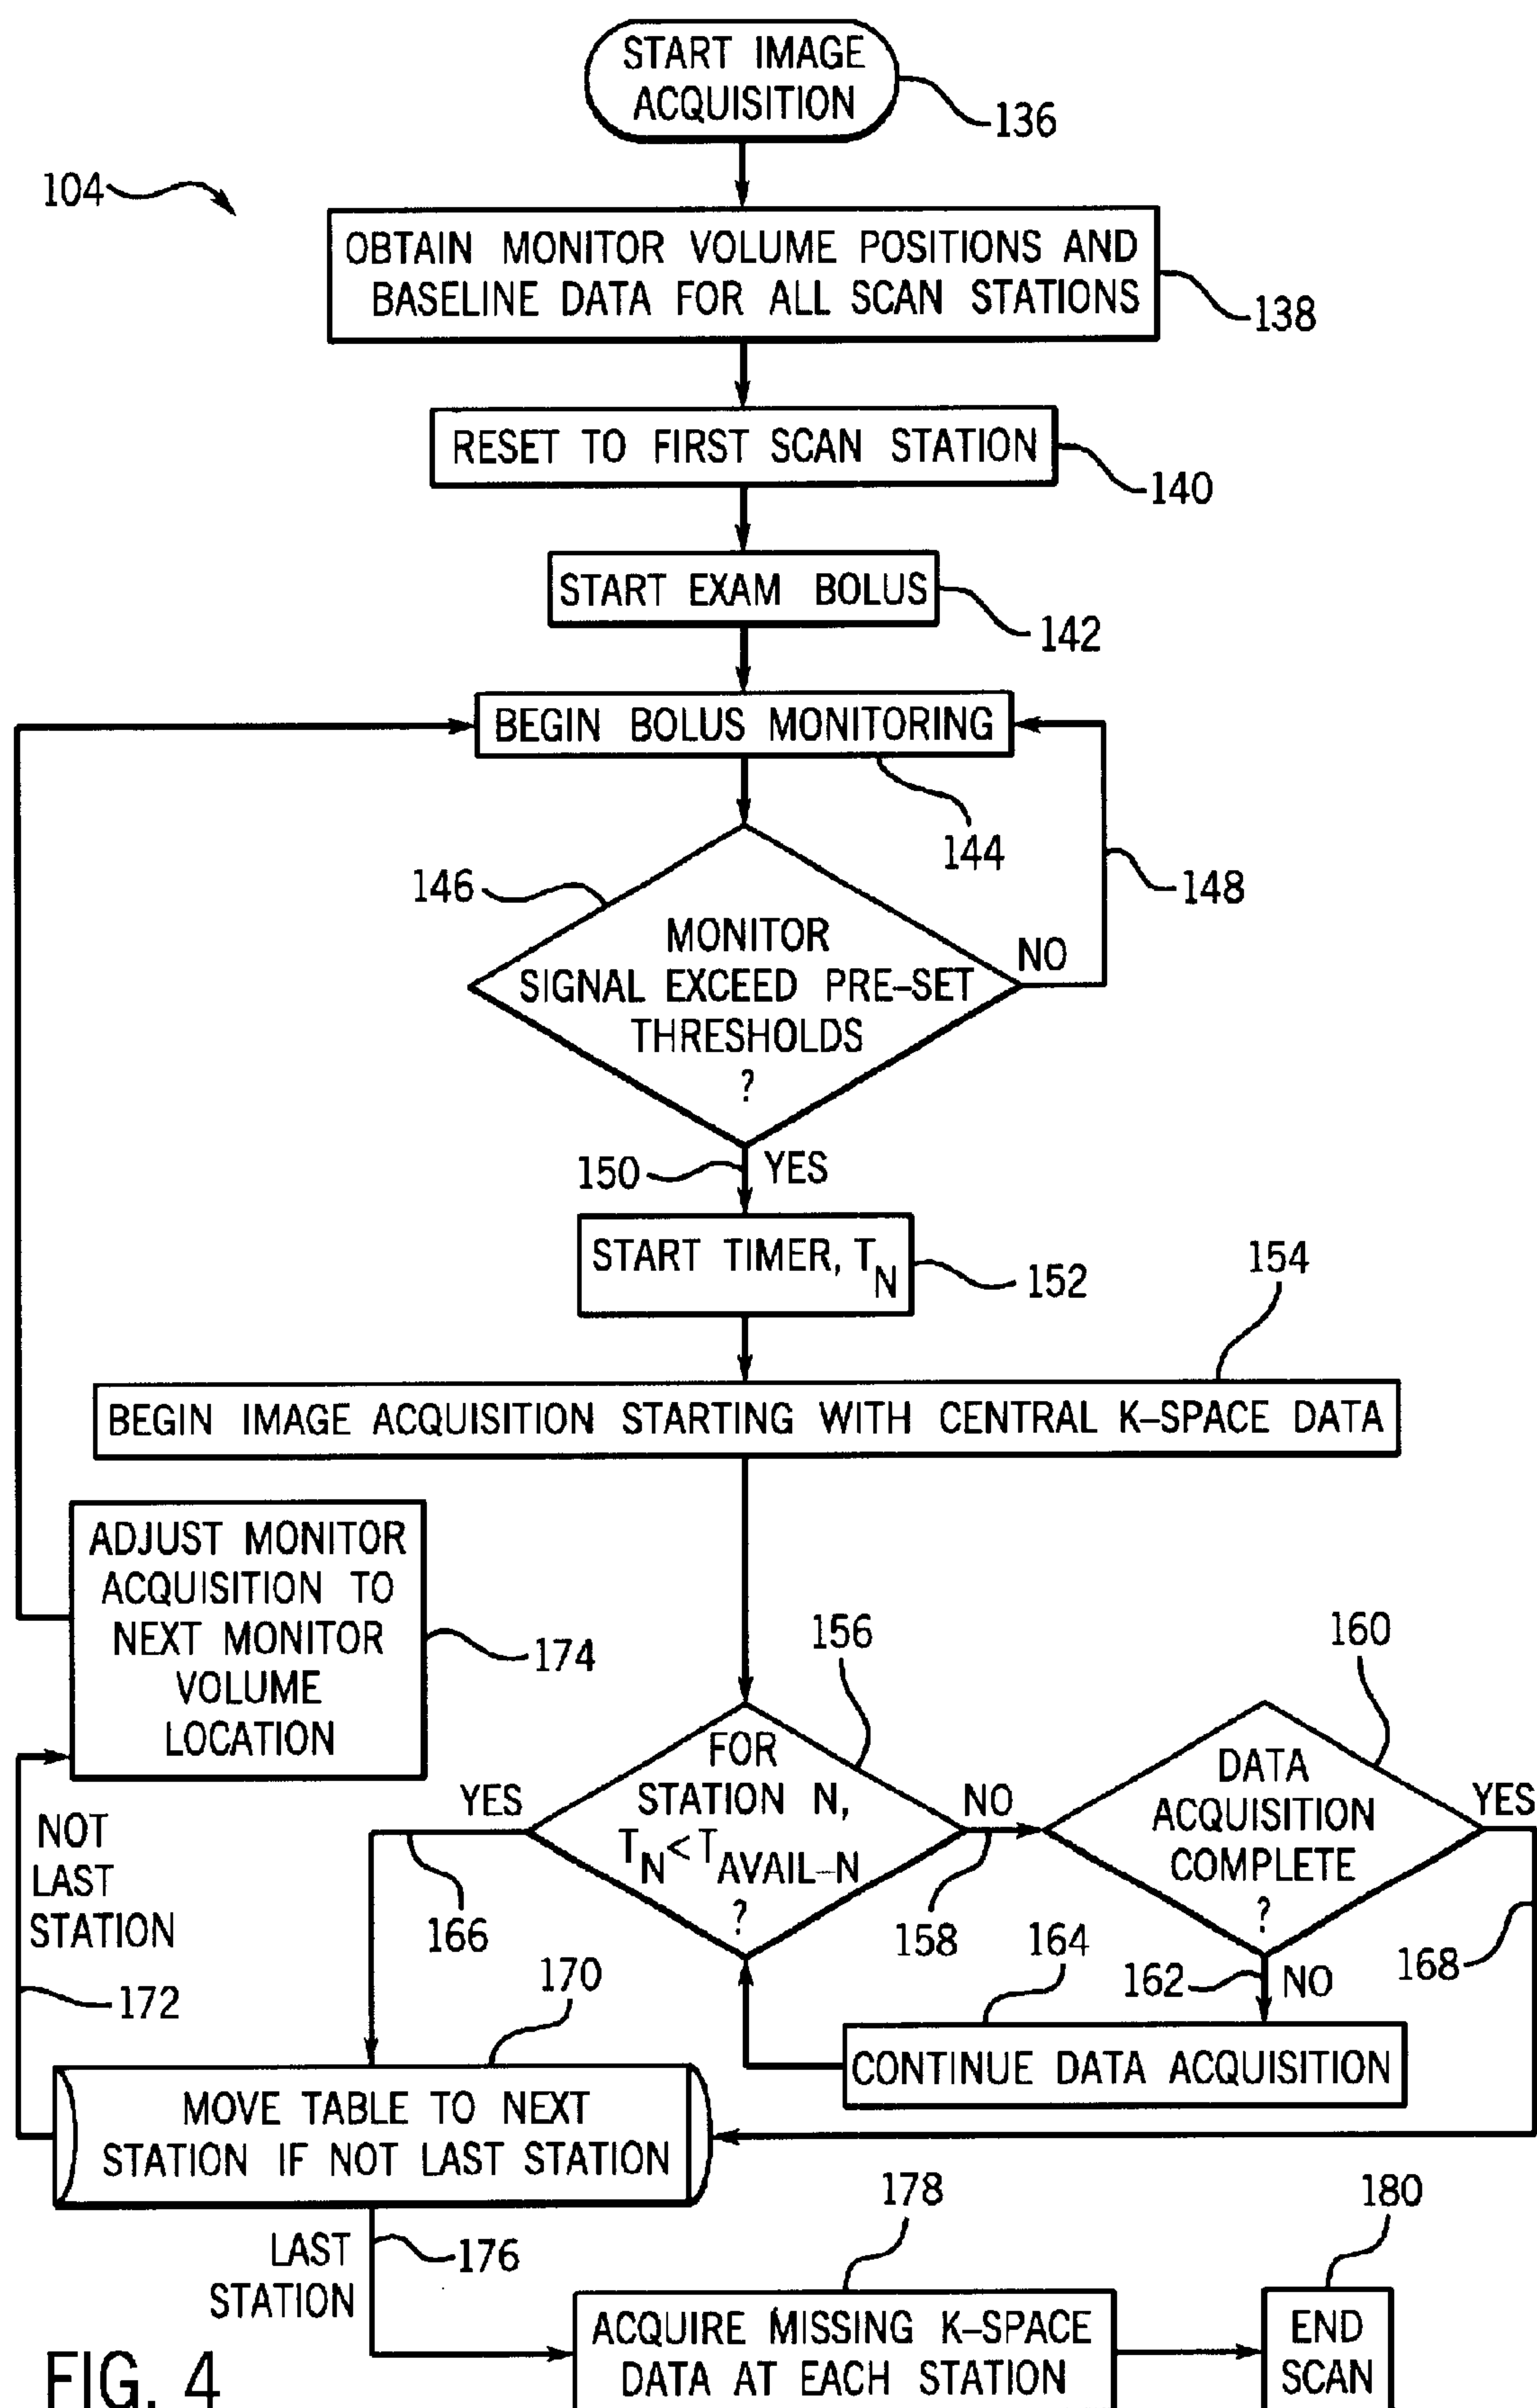 START IMAGE
ACQUISITION
136
104
OBTAIN MONITOR VOLUME POSITIONS AND
BASELINE DATA FOR ALL SCAN STATIONS
138
RESET TO FIRST SCAN STATION
140
START EXAM BOLUS
142
BEGIN BOLUS MONITORING
144
146
148
MONITOR
SIGNAL EXCEED PRE-SET
THRESHOLDS
?
NO
150
YES
START TIMER, TN
152
154
BEGIN IMAGE ACQUISITION STARTING WITH CENTRAL K-SPACE DATA
ADJUST MONITOR
ACQUISITION TO
NEXT MONITOR
VOLUME
LOCATION
174
156
160
FOR
STATION N,
TN < TAVAIL-N
?
YES
NO
DATA
ACQUISITION
COMPLETE
?
YES
NOT
LAST
STATION
166
158
164
162
NO
168
172
170
CONTINUE DATA ACQUISITION
MOVE TABLE TO NEXT
STATION IF NOT LAST STATION
178
180
LAST
STATION
176
ACQUIRE MISSING K-SPACE
DATA AT EACH STATION
END
SCAN
FIG. 4